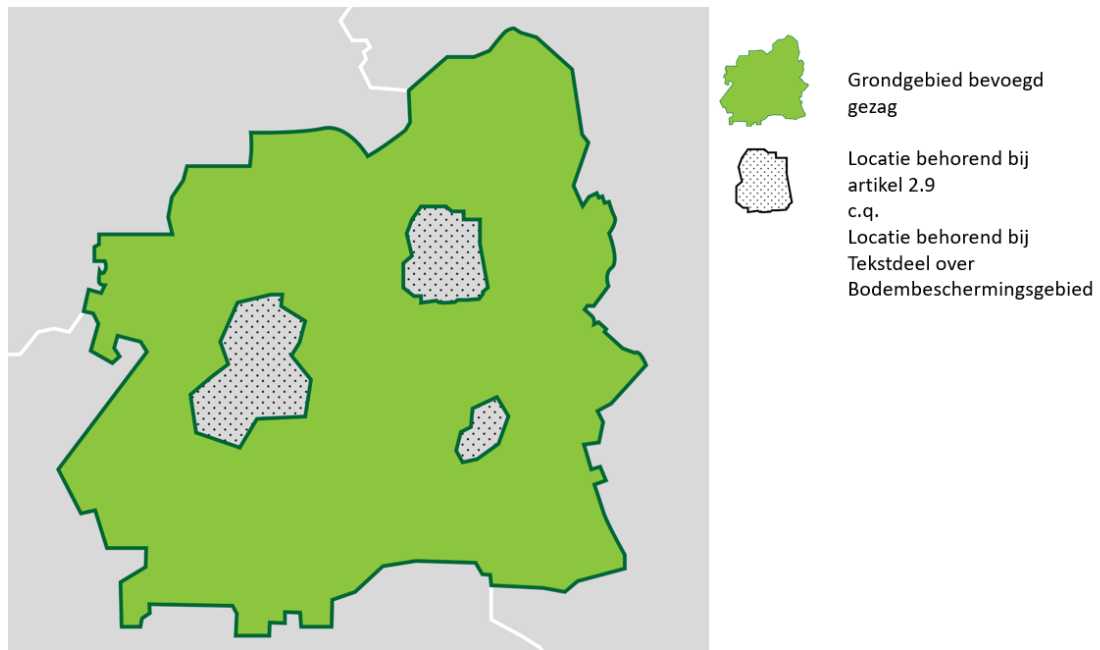 Grondgebied bevoegd
gezag
Locatie behorend bij
artikel 2.9
c.q.
Locatie behorend bij
Tekstdeel over
Bodembeschermingsgebied